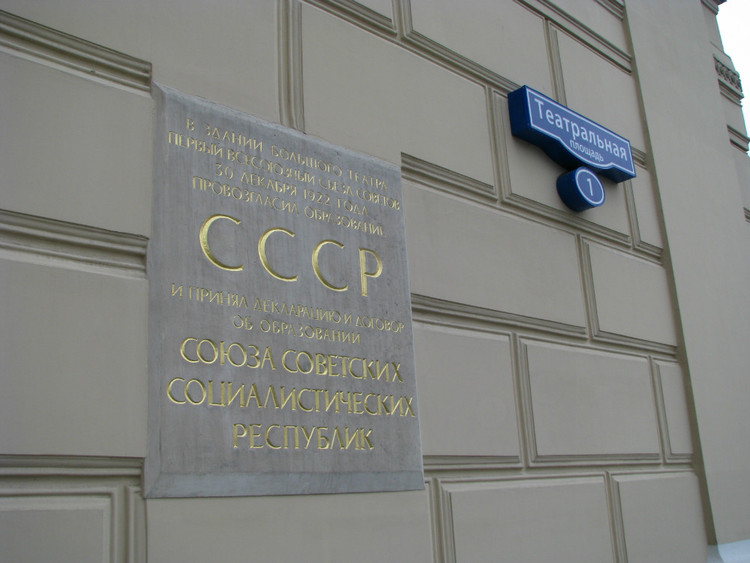 В ЗДАНИИ БОЛЬШОГО ТЕАТРА
ПЕРВЫЙ ВСЕСОЮЗНЫЙ СЪЕЗД СОВЕТОВ
30 ДЕКАБРЯ 1922 ГОДА
ПРОВОЗГЛАСИЛ ОБРАЗОВАНИЕ
СССР
И ПРИНЯЛ ДЕКЛАРАЦИЮ И ДОГОВОР
ОБ ОБРАЗОВАНИИ
СОЮЗА СОВЕТСКИХ
СОЦИАЛИСТИЧЕСКИХ
РЕСПУБЛИК
Театральная
площадь
1